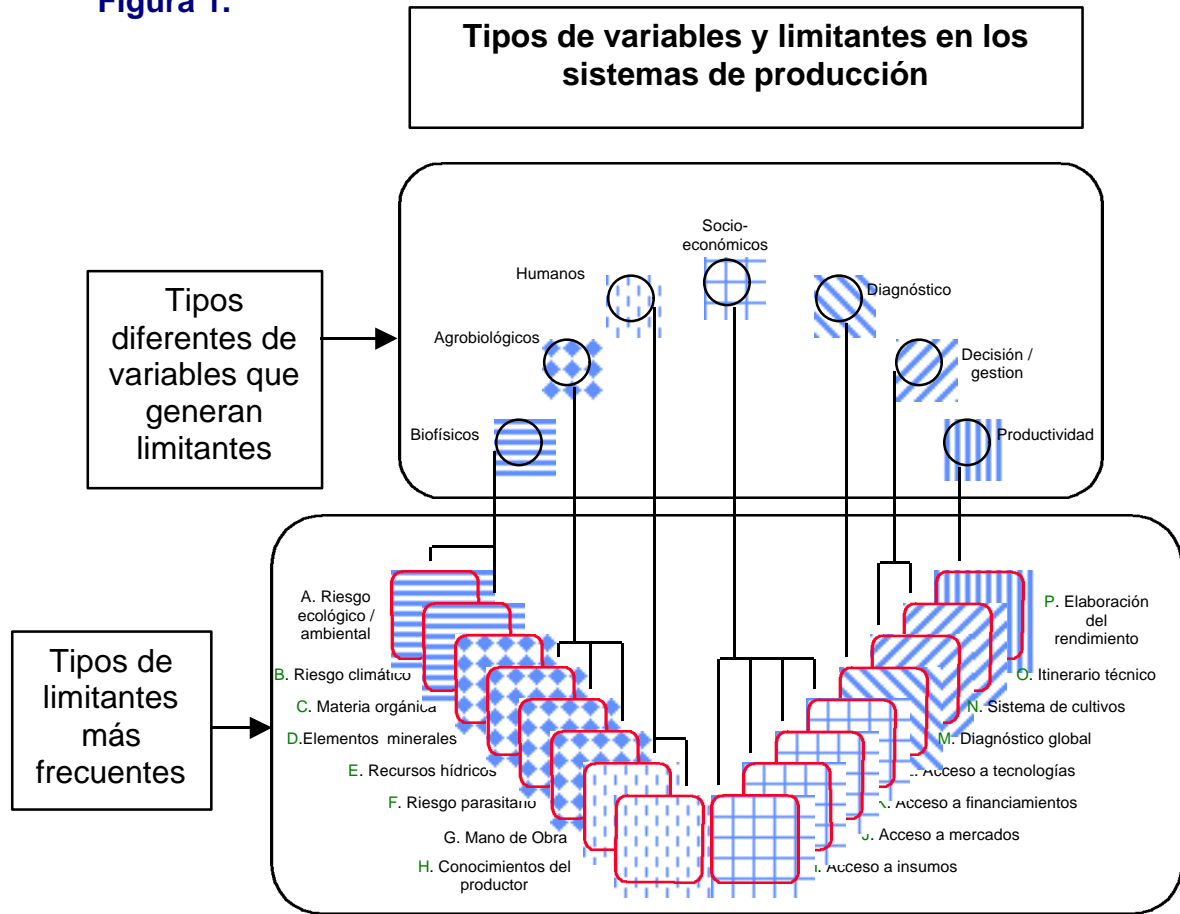 Figura 1.
Tipos de variables y limitantes en los
sistemas de producción
Tipos
diferentes de
variables que
generan
limitantes
Socio-
económicos
Humanos
Diagnóstico
Agrobiológicos
Decisión /
gestion
Biofísicos
Productividad
Tipos de
limitantes
más
frecuentes
A. Riesgo
ecológico /
ambiental
B. Riesgo climático
C. Materia orgánica
D.Elementos minerales
E. Recursos hídricos
F. Riesgo parasitario
G. Mano de Obra
H. Conocimientos del
productor
P. Elaboración
del
rendimiento
O. Itinerario técnico
N. Sistema de cultivos
M. Diagnóstico global
Acceso a tecnologías
K. Acceso a financiamientos
J. Acceso a mercados
I. Acceso a insumos